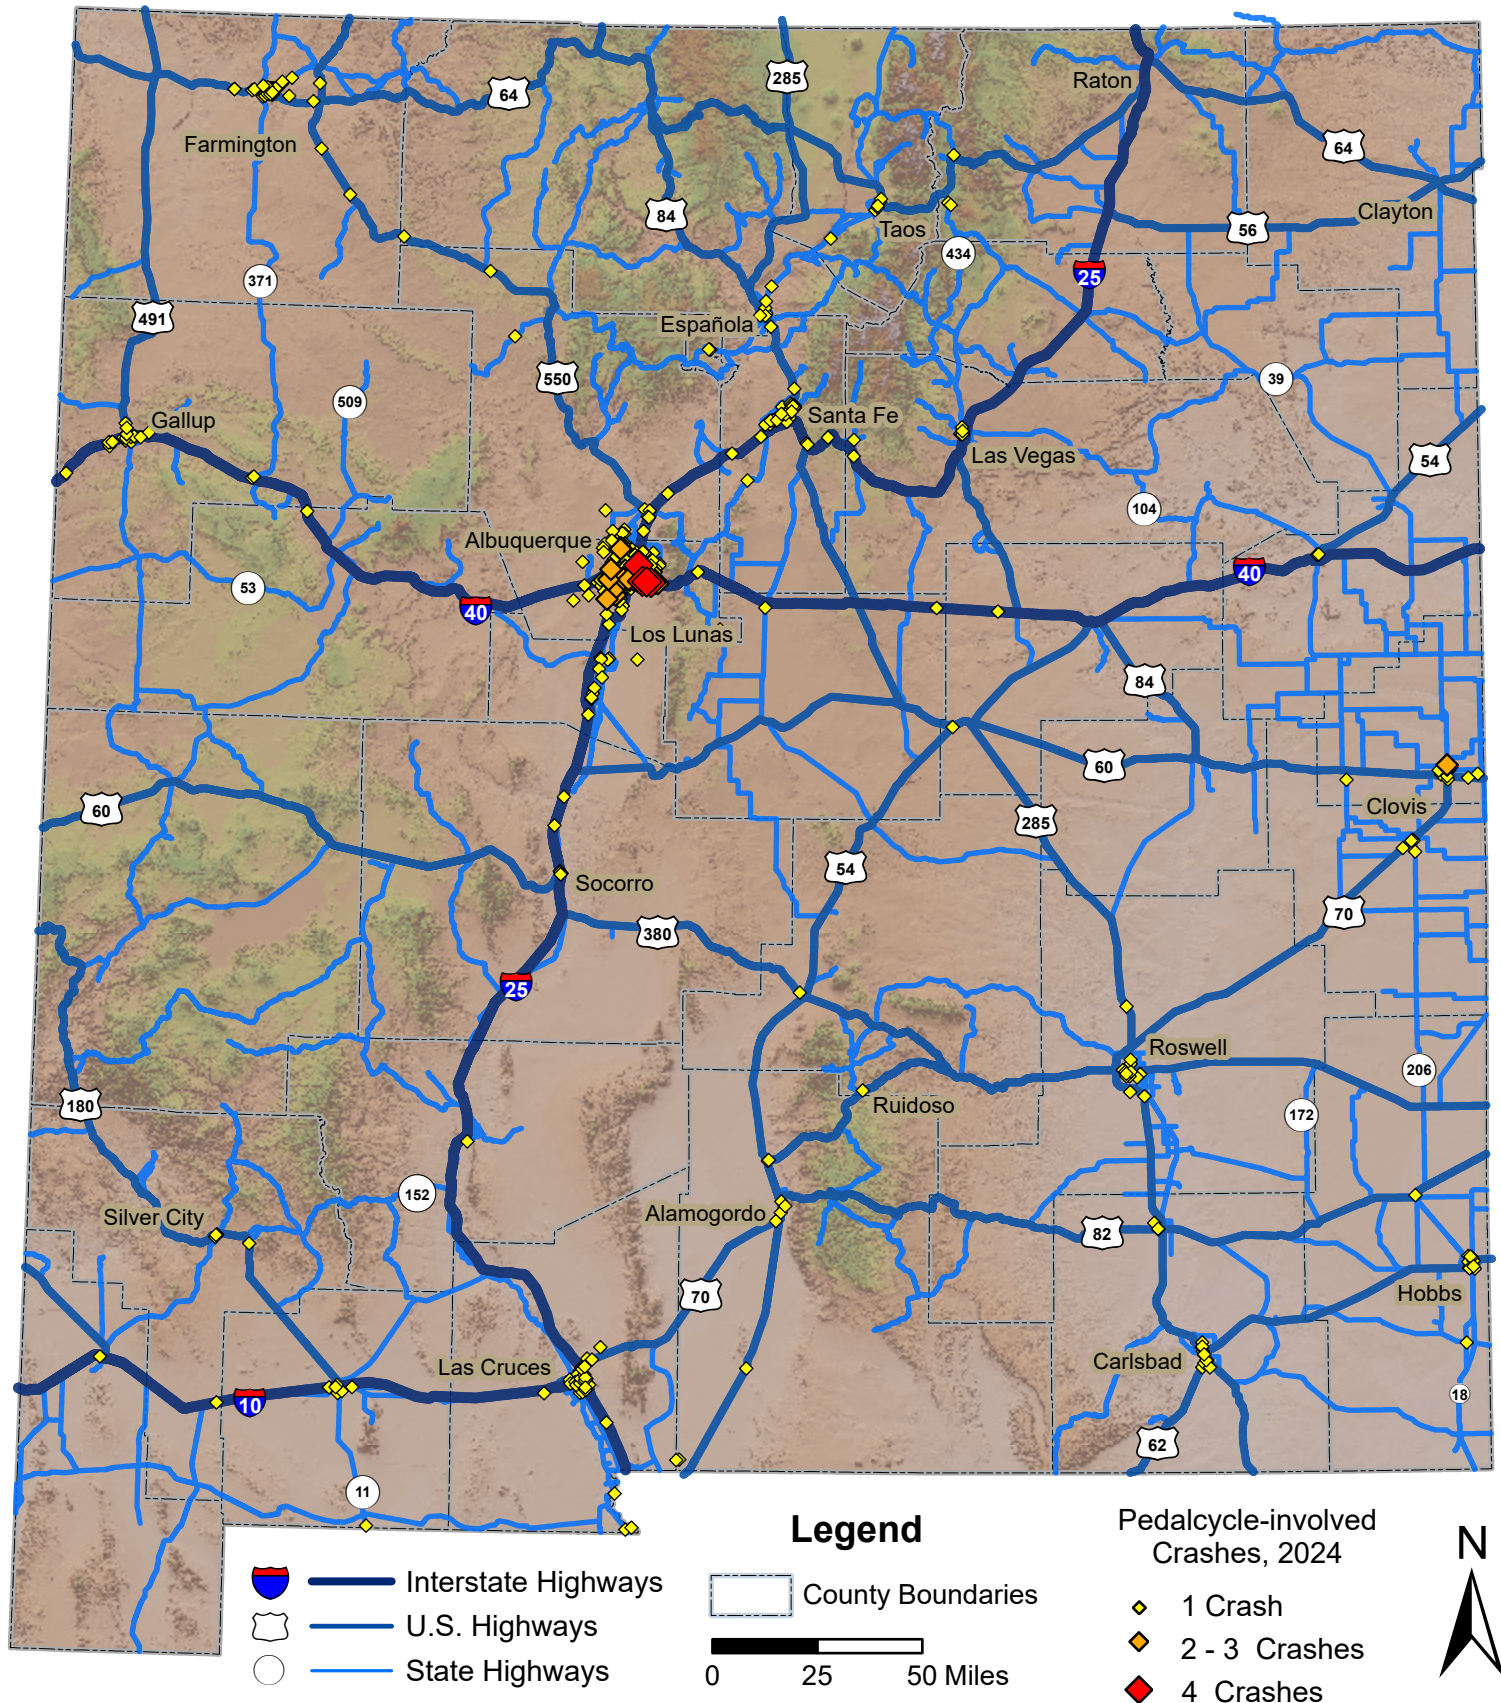 285
Raton
64
64
Farmington
84
Taos
Clayton
56
434
25
371
491
Española
550
39
509
Santa Fe
Gallup
Las Vegas
54
104
Albuquerque
40
53
40
Los Lunas
84
60
Clovis
60
285
54
Socorro
70
380
25
Roswell
206
180
Ruidoso
172
152
Silver City
Alamogordo
82
70
Hobbs
Las Cruces
Carlsbad
18
10
62
11
Legend
Interstate Highways
U.S. Highways
State Highways
County Boundaries
0 25 50 Miles
Pedalcycle-involved
Crashes, 2024
1 Crash
2 - 3 Crashes
4 Crashes
N